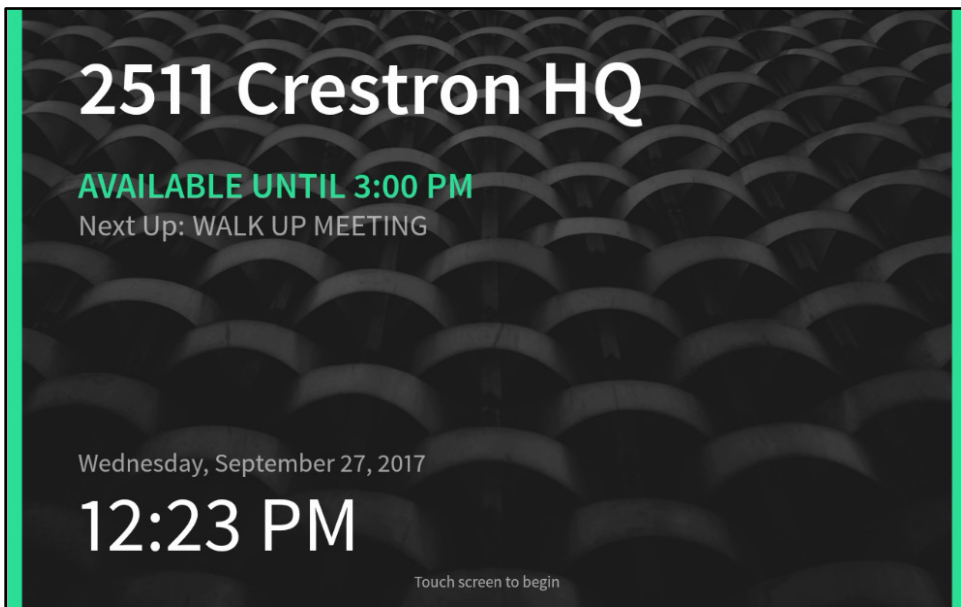 2511 Crestron HQ
AVAILABLE UNTIL 3:00 PM
Next Up: WALK UP MEETING
Wednesday, September 27, 2017
12:23 PM
Touch screen to begin